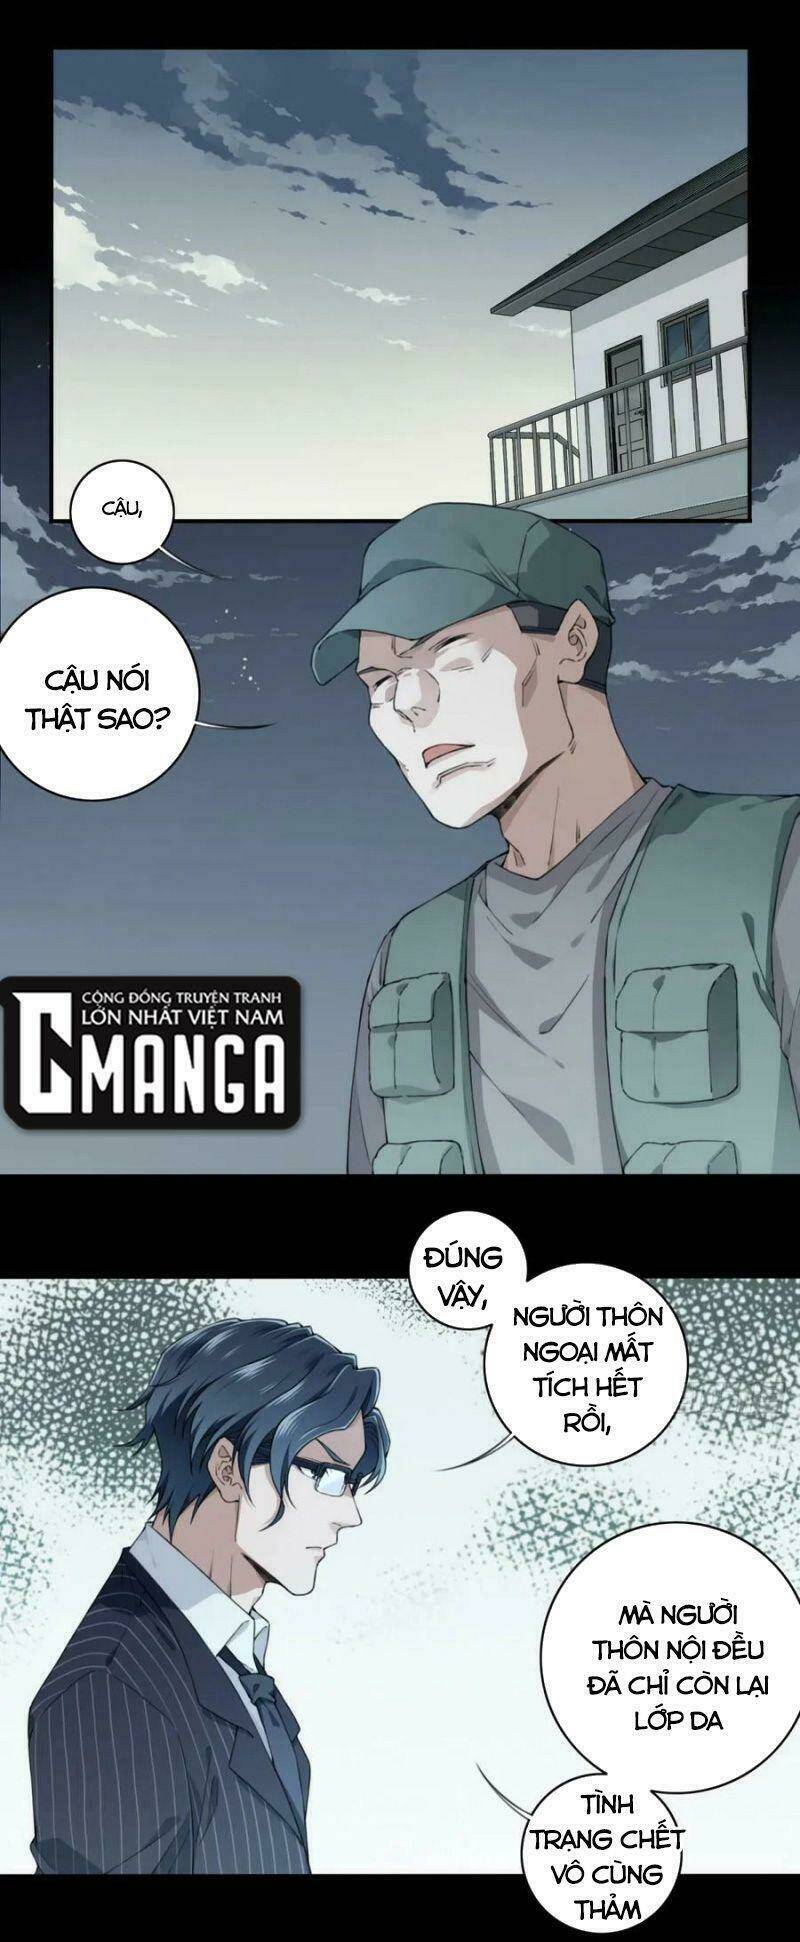 CẬU,
CẬU NÓI
THẬT SAO?
CỘNG ĐỒNG TRUYỆN TRANH
LỚN NHẤT VIỆT NAM
CMANGA
ĐÚNG
VẬY,
NGƯỜI THÔN
NGOẠI MẤT
TÍCH HẾT
RỒI,
MÀ NGƯỜI
THÔN NỘI ĐỀU
ĐÃ CHỈ CÒN LẠI
LỚP DA
TÌNH
TRẠNG CHẾT
VÔ CÙNG
THẢM